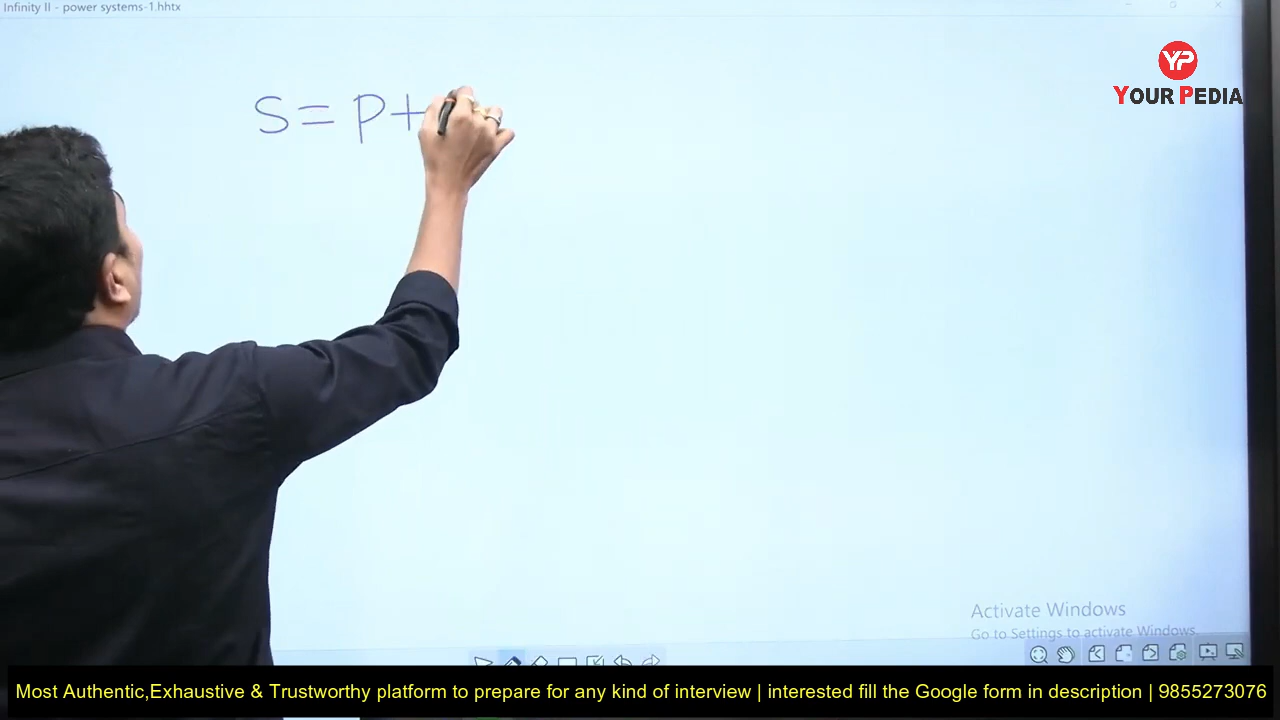 Infinity II - power systems-1.hhtx
YP
YOUR PEDIA
S = P +
Activate Windows
Go to Settings to activate Windows.
Most Authentic,Exhaustive & Trustworthy platform to prepare for any kind of interview | interested fill the Google form in description | 9855273076